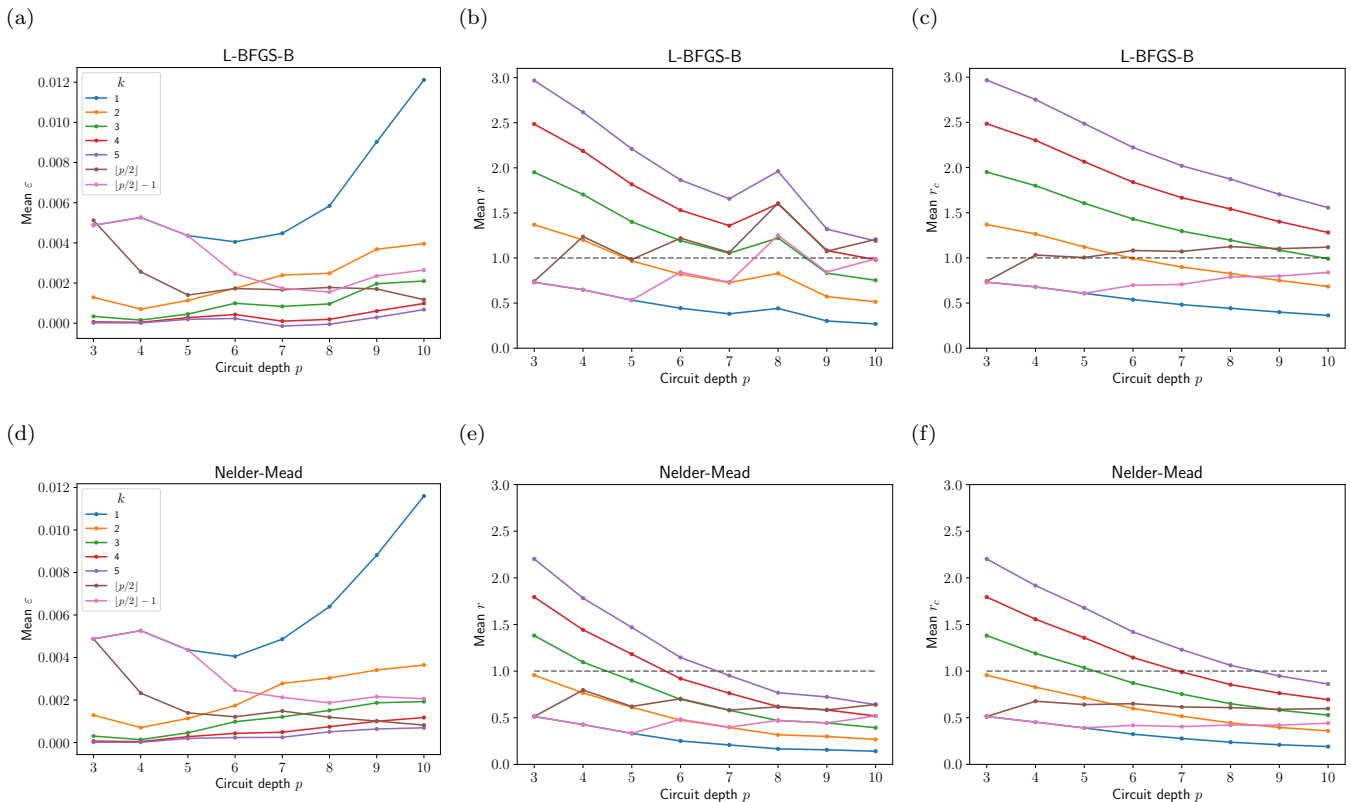 (a)
L-BFGS-B
Mean ε
0.012
0.010
0.008
0.006
0.004
0.002
0.000
k
1
2
3
4
5
⌊p/2⌋
⌊p/2⌋ − 1
3 4 5 6 7 8 9 10
Circuit depth p
(b)
L-BFGS-B
Mean r
3.0
2.5
2.0
1.5
1.0
0.5
0.0
3 4 5 6 7 8 9 10
Circuit depth p
(c)
L-BFGS-B
Mean r_c
3.0
2.5
2.0
1.5
1.0
0.5
0.0
3 4 5 6 7 8 9 10
Circuit depth p
(d)
Nelder-Mead
Mean ε
0.012
0.010
0.008
0.006
0.004
0.002
0.000
k
1
2
3
4
5
⌊p/2⌋
⌊p/2⌋ − 1
3 4 5 6 7 8 9 10
Circuit depth p
(e)
Nelder-Mead
Mean r
3.0
2.5
2.0
1.5
1.0
0.5
0.0
3 4 5 6 7 8 9 10
Circuit depth p
(f)
Nelder-Mead
Mean r_c
3.0
2.5
2.0
1.5
1.0
0.5
0.0
3 4 5 6 7 8 9 10
Circuit depth p